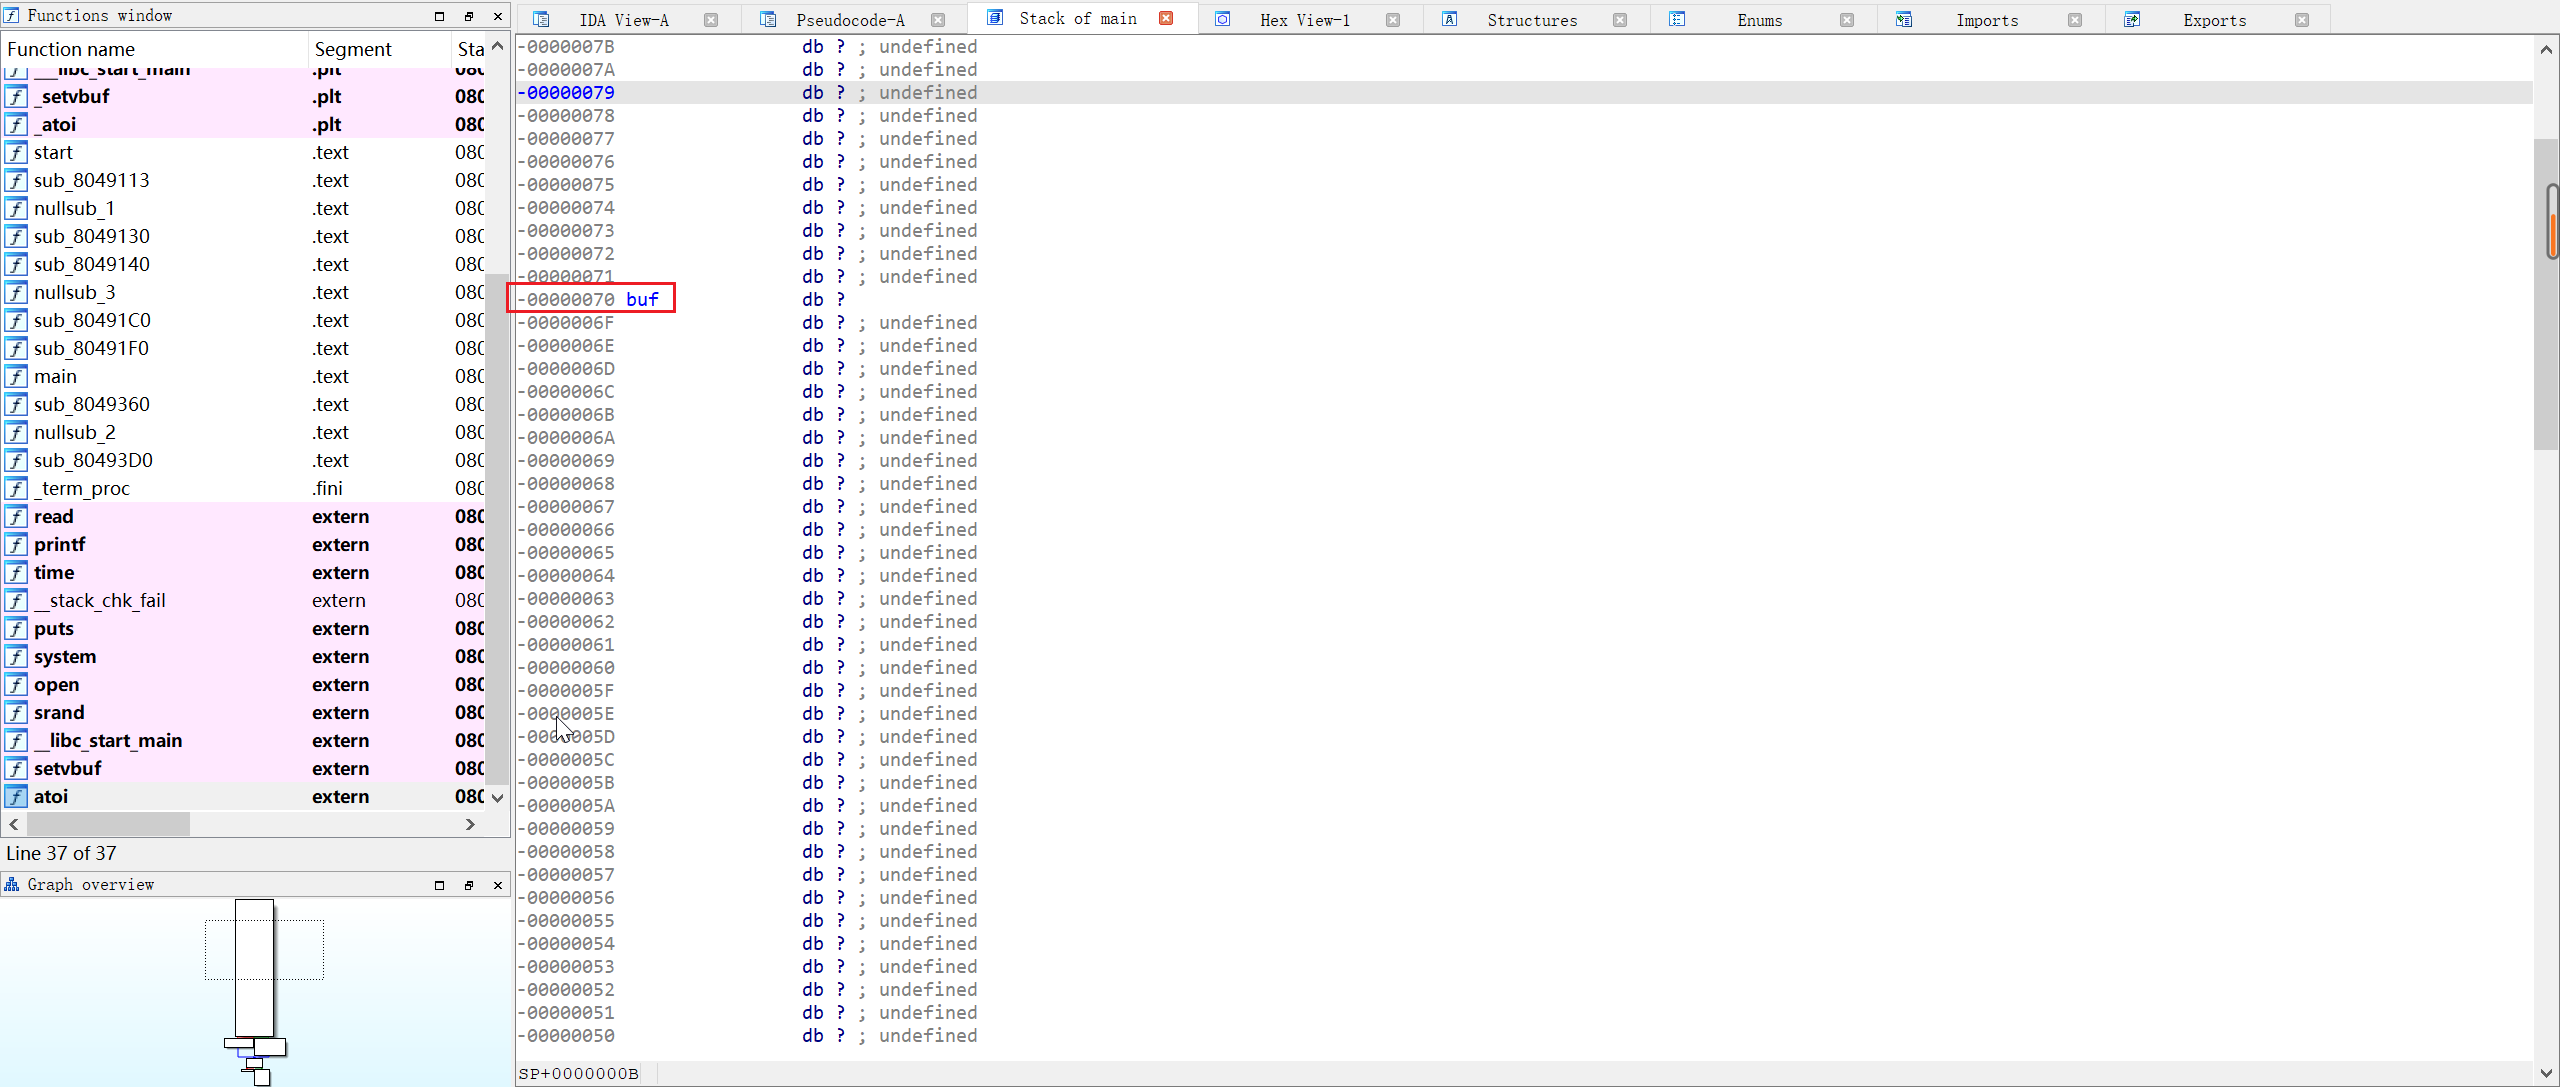 Functions window
Function name Segment Sta
__libc_start_main .plt 080
_setvbuf .plt 080
_atoi .plt 080
start .text 080
sub_8049113 .text 080
nullsub_1 .text 080
sub_8049130 .text 080
sub_8049140 .text 080
nullsub_3 .text 080
sub_80491C0 .text 080
sub_80491F0 .text 080
main .text 080
sub_8049360 .text 080
nullsub_2 .text 080
sub_80493D0 .text 080
_term_proc .fini 080
read extern 080
printf extern 080
time extern 080
__stack_chk_fail extern 080
puts extern 080
system extern 080
open extern 080
srand extern 080
__libc_start_main extern 080
setvbuf extern 080
atoi extern 080
Line 37 of 37
Graph overview
IDA View-A Pseudocode-A Stack of main Hex View-1 Structures Enums Imports Exports
-0000007B db ? ; undefined
-0000007A db ? ; undefined
-00000079 db ? ; undefined
-00000078 db ? ; undefined
-00000077 db ? ; undefined
-00000076 db ? ; undefined
-00000075 db ? ; undefined
-00000074 db ? ; undefined
-00000073 db ? ; undefined
-00000072 db ? ; undefined
-00000071 db ? ; undefined
-00000070 buf db ?
-0000006F db ? ; undefined
-0000006E db ? ; undefined
-0000006D db ? ; undefined
-0000006C db ? ; undefined
-0000006B db ? ; undefined
-0000006A db ? ; undefined
-00000069 db ? ; undefined
-00000068 db ? ; undefined
-00000067 db ? ; undefined
-00000066 db ? ; undefined
-00000065 db ? ; undefined
-00000064 db ? ; undefined
-00000063 db ? ; undefined
-00000062 db ? ; undefined
-00000061 db ? ; undefined
-00000060 db ? ; undefined
-0000005F db ? ; undefined
-0000005E db ? ; undefined
-0000005D db ? ; undefined
-0000005C db ? ; undefined
-0000005B db ? ; undefined
-0000005A db ? ; undefined
-00000059 db ? ; undefined
-00000058 db ? ; undefined
-00000057 db ? ; undefined
-00000056 db ? ; undefined
-00000055 db ? ; undefined
-00000054 db ? ; undefined
-00000053 db ? ; undefined
-00000052 db ? ; undefined
-00000051 db ? ; undefined
-00000050 db ? ; undefined
SP+0000000B